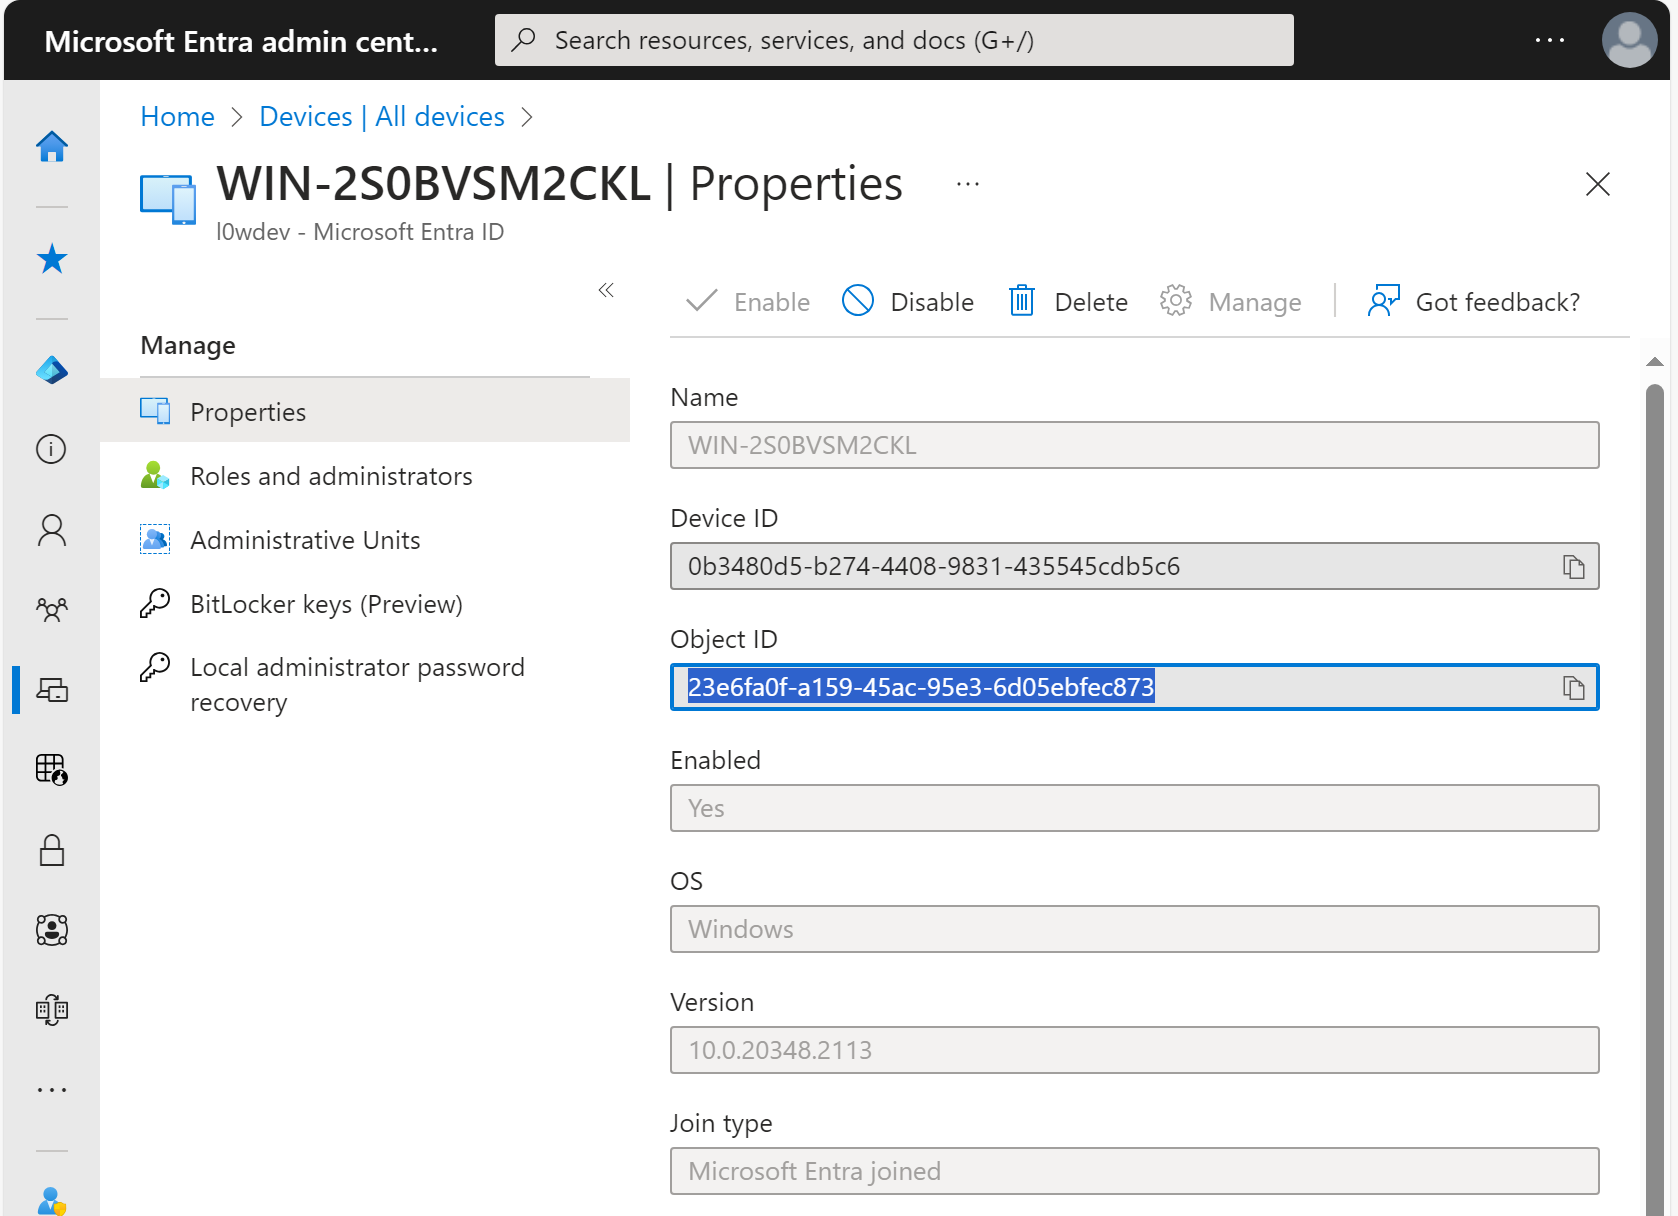 Microsoft Entra admin cent...
Search resources, services, and docs (G+/)
Home > Devices | All devices >
WIN-2S0BVSM2CKL | Properties ...
l0wdev - Microsoft Entra ID
Enable
Disable
Delete
Manage
Got feedback?
Manage
Properties
Roles and administrators
Administrative Units
BitLocker keys (Preview)
Local administrator password
recovery
Name
WIN-2S0BVSM2CKL
Device ID
0b3480d5-b274-4408-9831-435545cdb5c6
Object ID
23e6fa0f-a159-45ac-95e3-6d05ebfec873
Enabled
Yes
OS
Windows
Version
10.0.20348.2113
Join type
Microsoft Entra joined